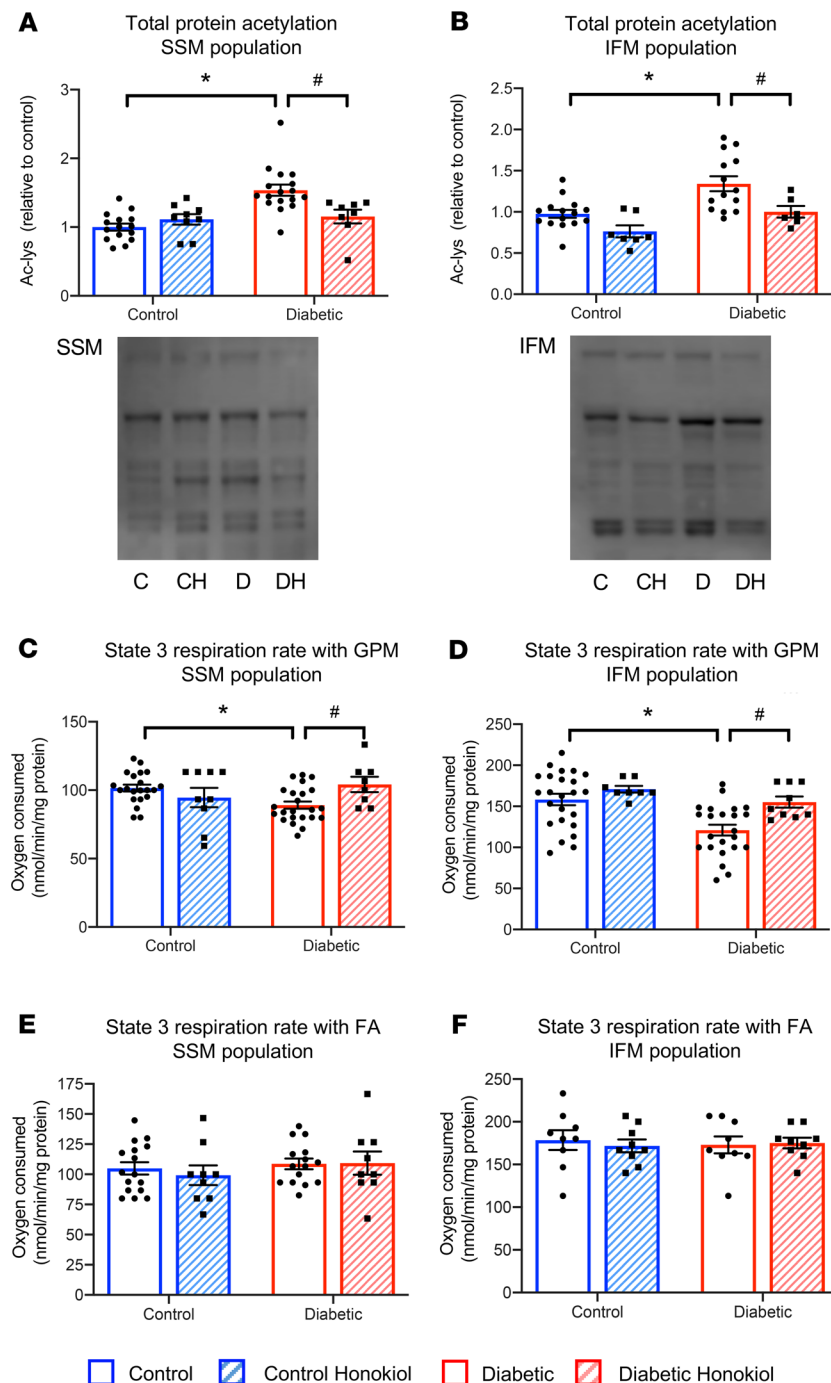 A
Total protein acetylation
SSM population
Ac-lys (relative to control)
3
2
1
0
*
#
Control
Diabetic
SSM
C CH D DH
B
Total protein acetylation
IFM population
Ac-lys (relative to control)
2.5
2.0
1.5
1.0
0.5
0.0
*
#
Control
Diabetic
IFM
C CH D DH
C
State 3 respiration rate with GPM
SSM population
Oxygen consumed
(nmol/min/mg protein)
150
100
50
0
*
#
Control
Diabetic
D
State 3 respiration rate with GPM
IFM population
Oxygen consumed
(nmol/min/mg protein)
250
200
150
100
50
0
*
#
Control
Diabetic
E
State 3 respiration rate with FA
SSM population
Oxygen consumed
(nmol/min/mg protein)
175
150
125
100
75
50
25
0
Control
Diabetic
F
State 3 respiration rate with FA
IFM population
Oxygen consumed
(nmol/min/mg protein)
250
200
150
100
50
0
Control
Diabetic
Control
Control Honokiol
Diabetic
Diabetic Honokiol